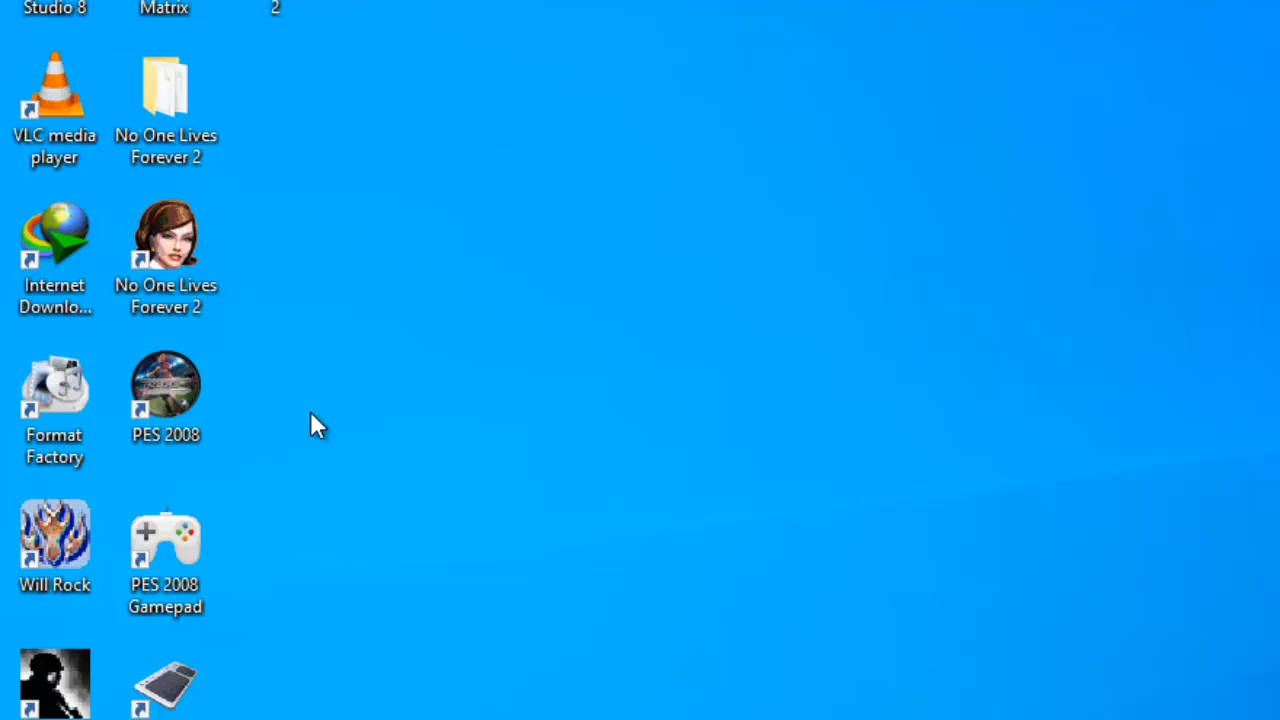 Studio 8
Matrix
2
VLC media
player
No One Lives
Forever 2
Internet
Downlo...
No One Lives
Forever 2
Format
Factory
PES 2008
Will Rock
PES 2008
Gamepad